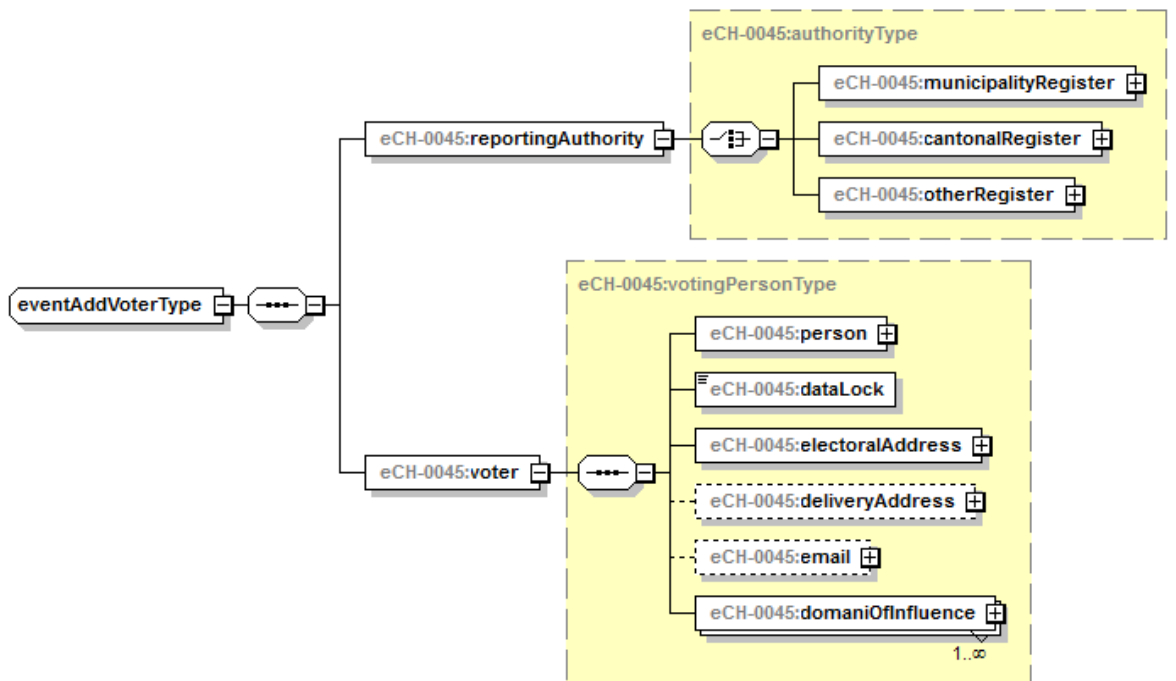 eCH-0045:authorityType
eCH-0045:municipalityRegister
eCH-0045:reportingAuthority
eCH-0045:cantonalRegister
eCH-0045:otherRegister
eCH-0045:votingPersonType
eventAddVoterType
eCH-0045:person
eCH-0045:dataLock
eCH-0045:electoralAddress
eCH-0045:voter
eCH-0045:deliveryAddress
eCH-0045:email
eCH-0045:domaniOfInfluence
1..∞